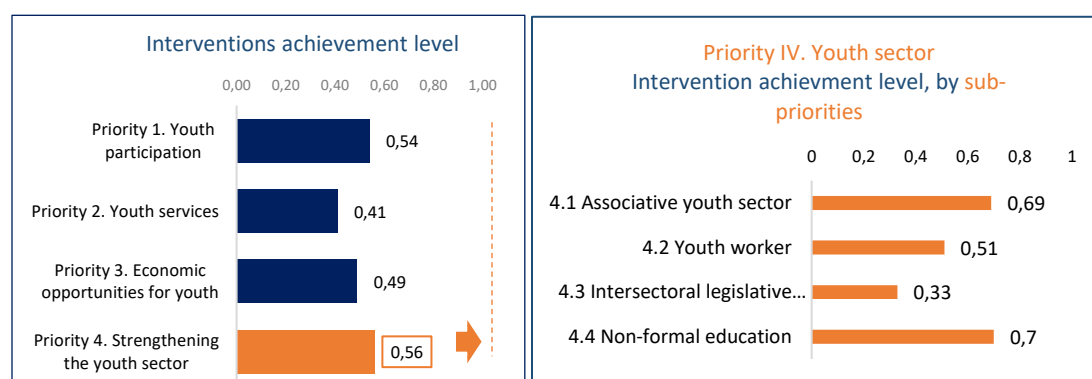 Interventions achievement level
0,00 0,20 0,40 0,60 0,80 1,00
Priority 1. Youth
participation
0,54
Priority 2. Youth services
0,41
Priority 3. Economic
opportunities for youth
0,49
Priority 4. Strengthening
the youth sector
0,56
Priority IV. Youth sector
Intervention achievment level, by sub-
priorities
0 0,2 0,4 0,6 0,8 1
4.1 Associative youth sector
0,69
4.2 Youth worker
0,51
4.3 Intersectoral legislative…
0,33
4.4 Non-formal education
0,7